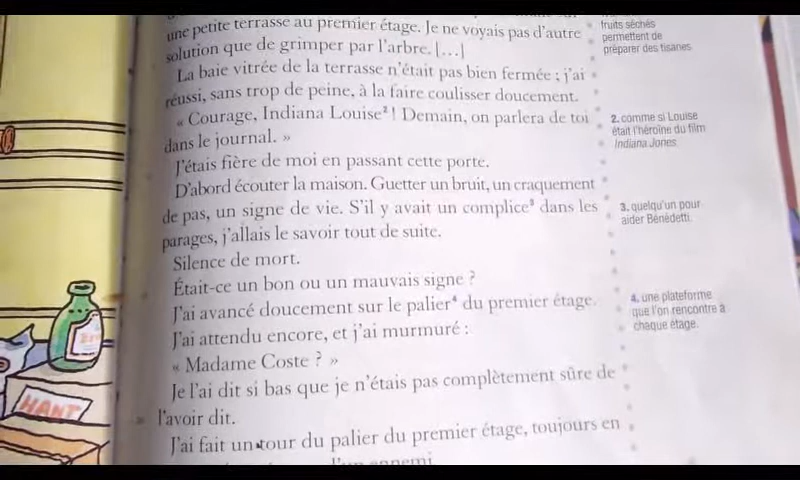 une petite terrasse au premier étage. Je ne voyais pas d'autre
solution que de grimper par l'arbre. […]
La baie vitrée de la terrasse n'était pas bien fermée ; j'ai
réussi, sans trop de peine, à la faire coulisser doucement.
« Courage, Indiana Louise² ! Demain, on parlera de toi
dans le journal. »
J'étais fière de moi en passant cette porte.
D'abord écouter la maison. Guetter un bruit, un craquement
de pas, un signe de vie. S'il y avait un complice³ dans les
parages, j'allais le savoir tout de suite.
Silence de mort.
Était-ce un bon ou un mauvais signe ?
J'ai avancé doucement sur le palier⁴ du premier étage.
J'ai attendu encore, et j'ai murmuré :
« Madame Coste ? »
Je l'ai dit si bas que je n'étais pas complètement sûre de
l'avoir dit.
J'ai fait un tour du palier du premier étage, toujours en
l'un ennemi
fruits séchés
permettent de
préparer des tisanes
2. comme si Louise
était l'héroïne du film
Indiana Jones.
3. quelqu'un pour
aider Bénédetti.
4. une plateforme
que l'on rencontre à
chaque étage.
HANT